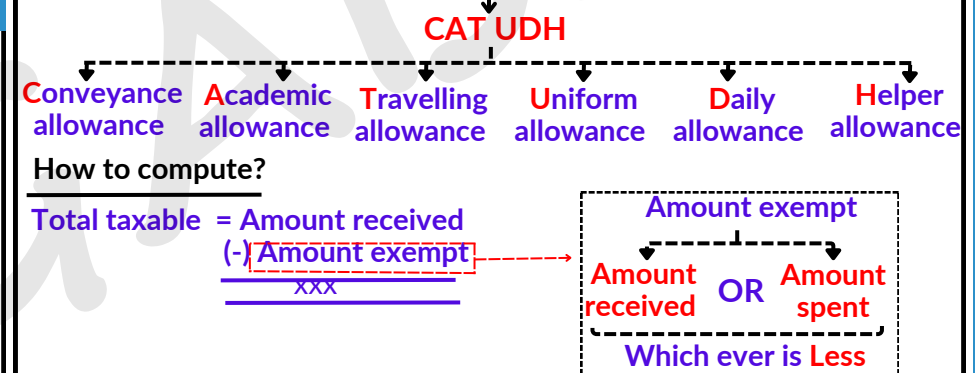 CAT UDH
Conveyance allowance
Academic allowance
Travelling allowance
Uniform allowance
Daily allowance
Helper allowance
How to compute?
Total taxable = Amount received
(-) Amount exempt
xxx
Amount exempt
Amount received
OR
Amount spent
Which ever is Less